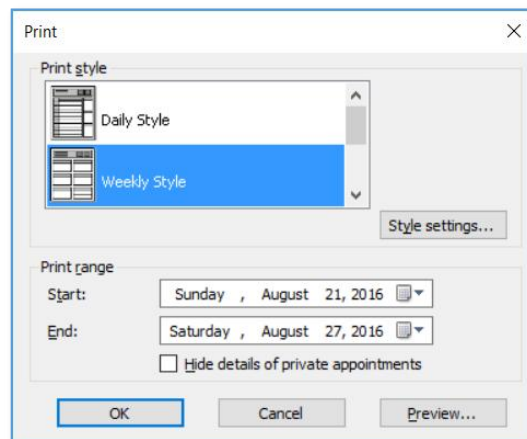 Print
Print style
Daily Style
Weekly Style
Style settings...
Print range
Start: Sunday , August 21, 2016
End: Saturday , August 27, 2016
Hide details of private appointments
OK Cancel Preview...